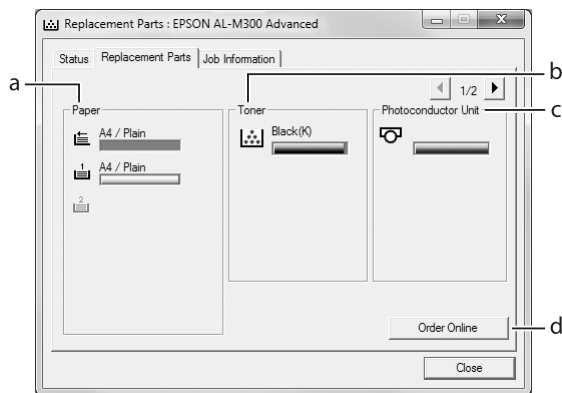 Replacement Parts : EPSON AL-M300 Advanced
Status Replacement Parts Job Information
a
b
1/2
c
Paper
Toner
Photoconductor Unit
A4 / Plain
Black(K)
1 A4 / Plain
2
Order Online
d
Close